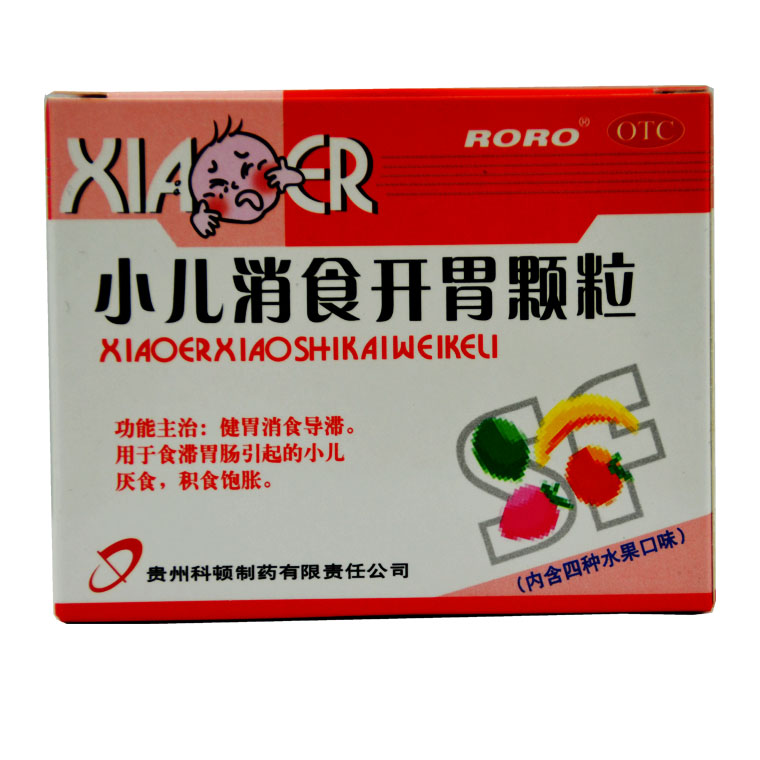 XIAOER
RORO®
OTC
小儿消食开胃颗粒
XIAOERXIAOSHIKAIWEIKELI
功能主治：健胃消食导滞。
用于食滞胃肠引起的小儿
厌食，积食饱胀。
SF
（内含四种水果口味）
贵州科顿制药有限责任公司